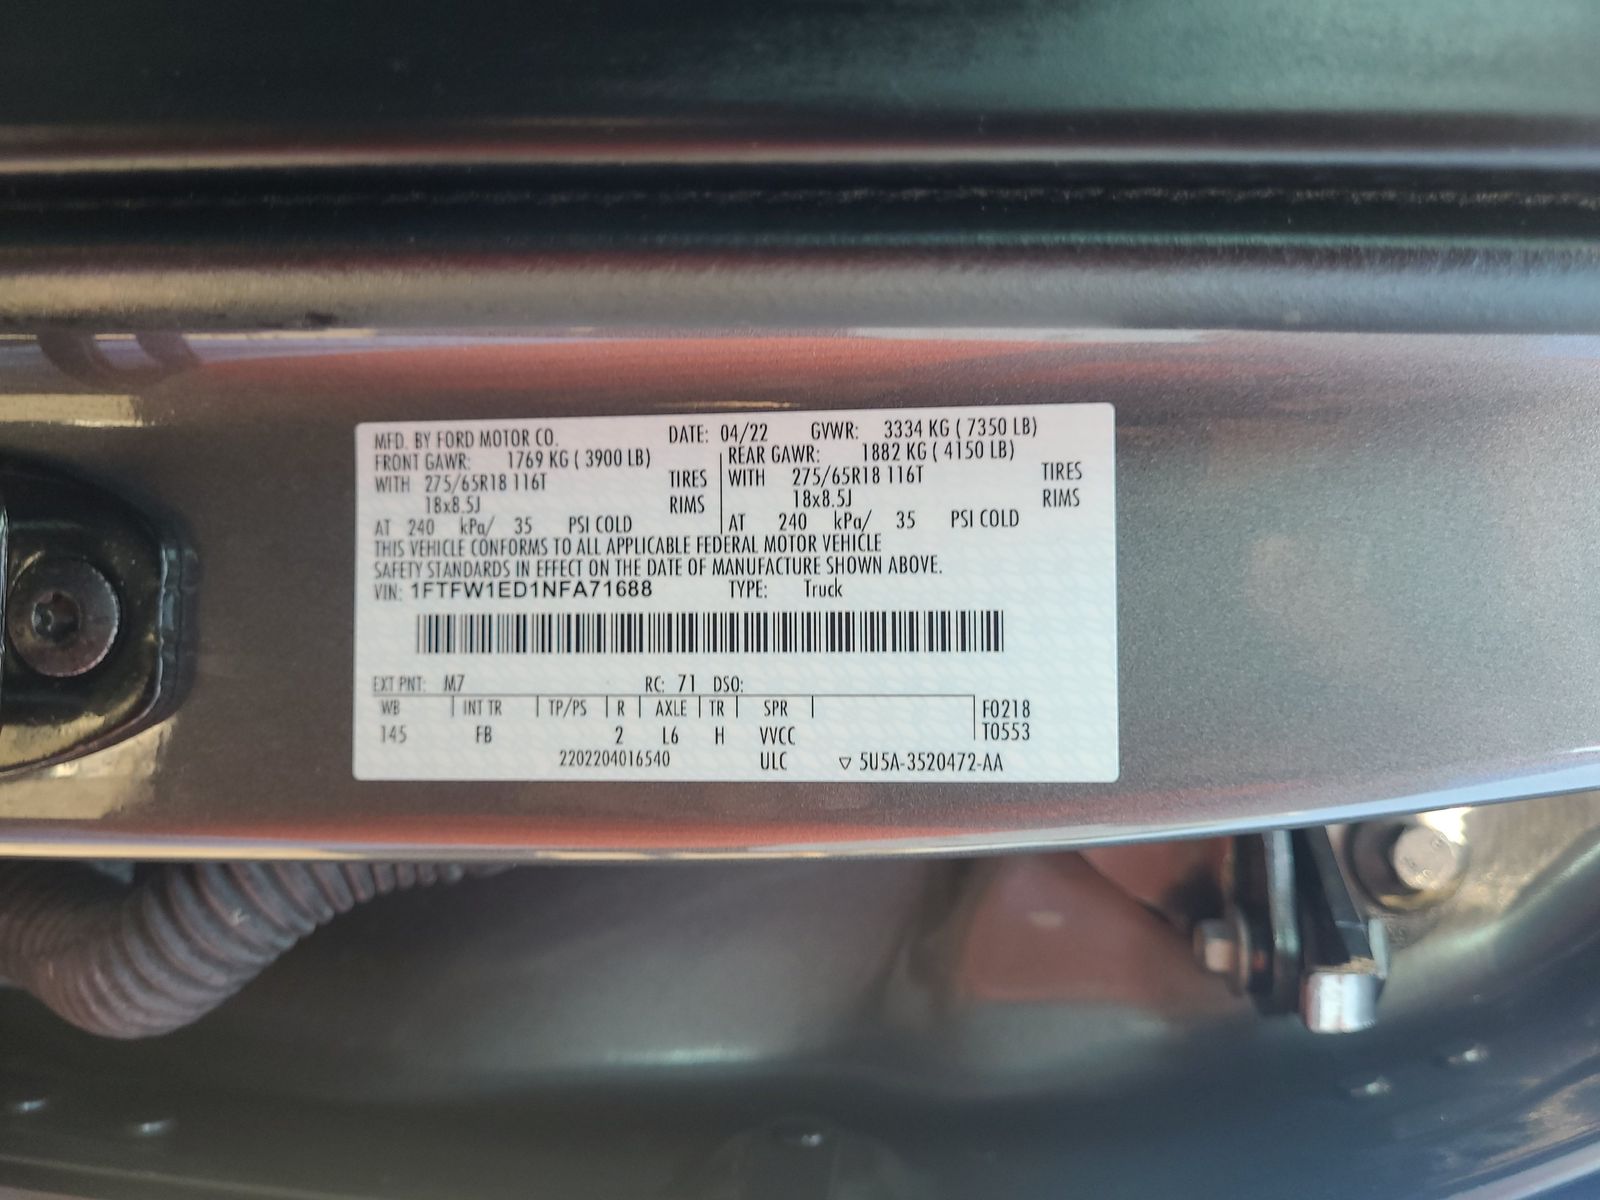 MFD. BY FORD MOTOR CO. DATE: 04/22 GVWR: 3334 KG ( 7350 LB)
FRONT GAWR: 1769 KG ( 3900 LB) REAR GAWR: 1882 KG ( 4150 LB)
WITH 275/65R18 116T TIRES WITH 275/65R18 116T TIRES
18x8.5J RIMS 18x8.5J RIMS
AT 240 kPa/ 35 PSI COLD AT 240 kPa/ 35 PSI COLD
THIS VEHICLE CONFORMS TO ALL APPLICABLE FEDERAL MOTOR VEHICLE
SAFETY STANDARDS IN EFFECT ON THE DATE OF MANUFACTURE SHOWN ABOVE.
VIN: 1FTFW1ED1NFA71688 TYPE: Truck
EXT PNT: M7 RC: 71 DSO:
WB INT TR TP/PS R AXLE TR SPR F0218
145 FB 2 L6 H VVCC T0553
2202204016540 ULC ▽ 5U5A-3520472-AA